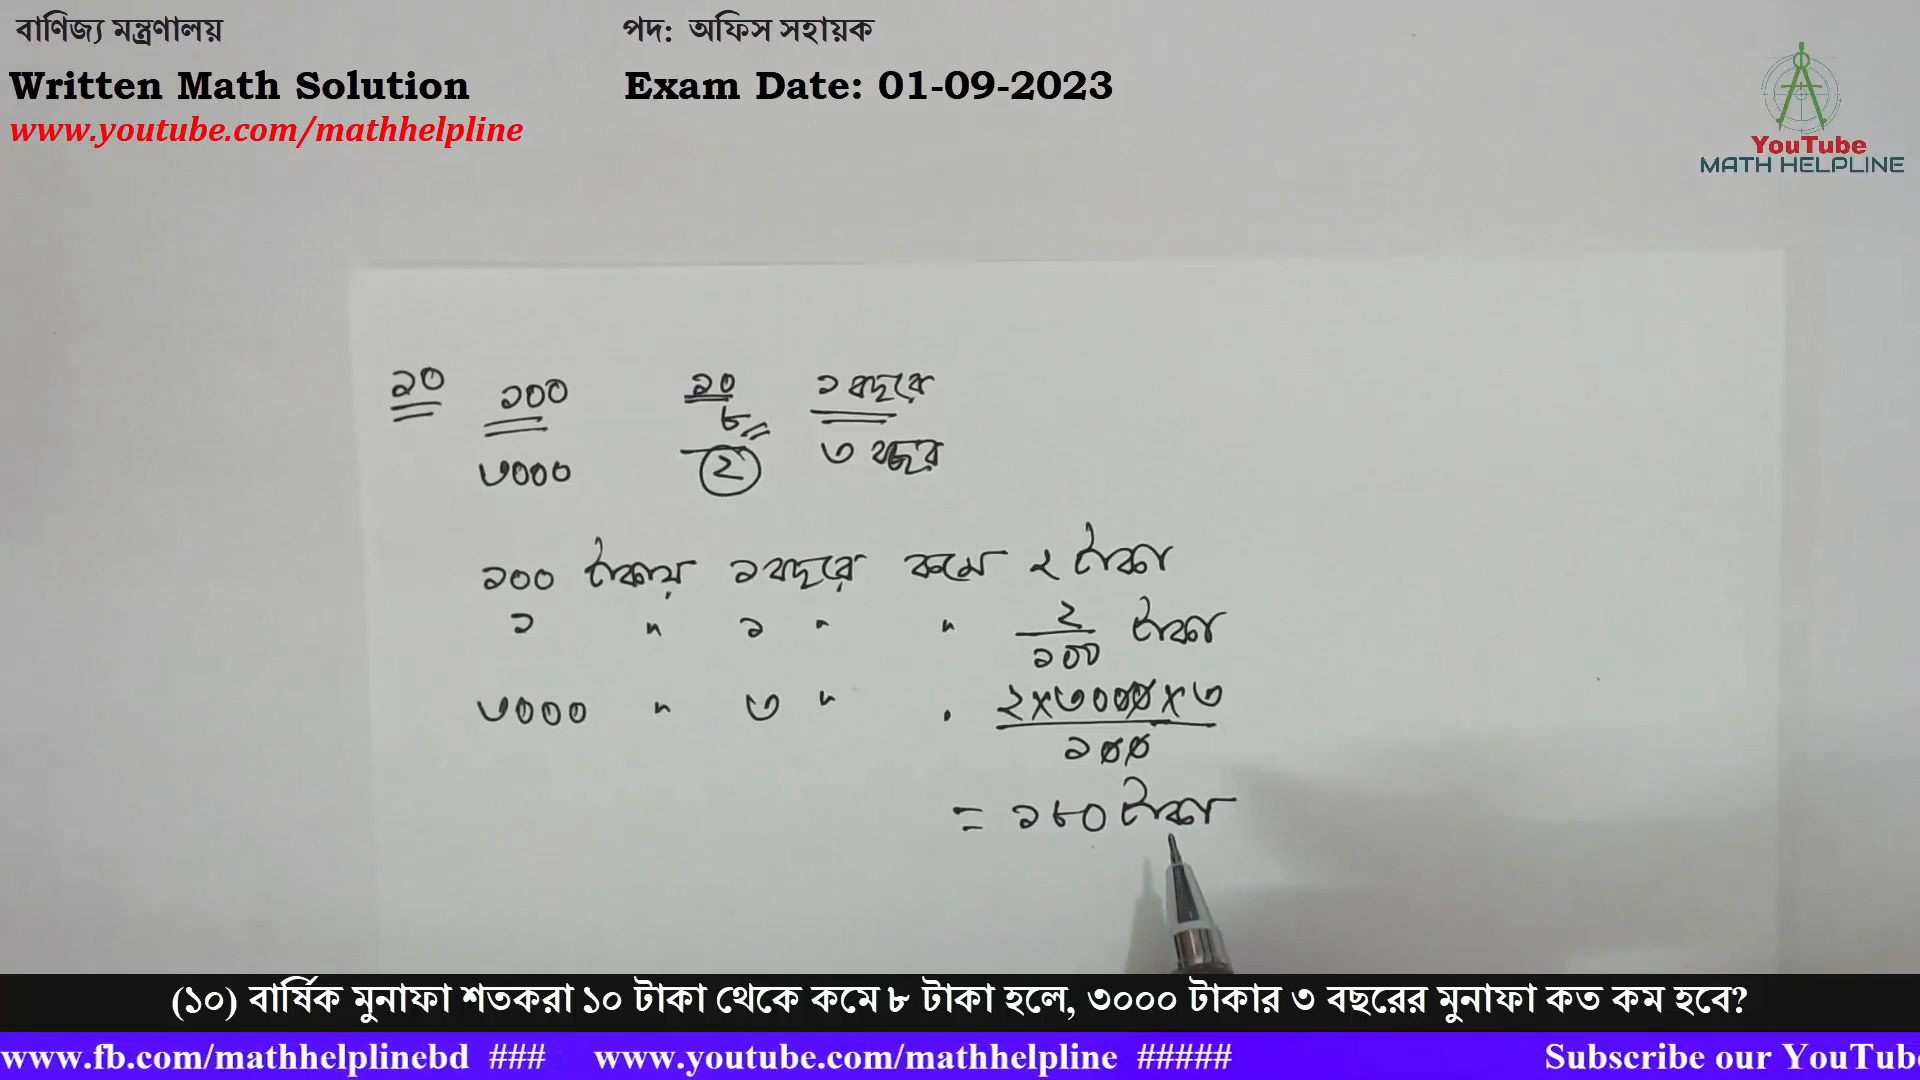 বাণিজ্য মন্ত্রণালয়
পদ: অফিস সহায়ক
Written Math Solution
Exam Date: 01-09-2023
www.youtube.com/mathhelpline
YouTube
MATH HELPLINE
১০ ১০০ ১০ ১ বছরে
৮
৩০০০ ২ ৩ বছর
১০০ টাকায় ১ বছরে কমে ২ টাকা
১ " ১ " " ২/১০০ টাকা
৩০০০ " ৩ " " ২×৩০০০×৩
১০০
= ১৮০ টাকা
(১০) বার্ষিক মুনাফা শতকরা ১০ টাকা থেকে কমে ৮ টাকা হলে, ৩০০০ টাকার ৩ বছরের মুনাফা কত কম হবে?
www.fb.com/mathhelplinebd ### www.youtube.com/mathhelpline ##### Subscribe our YouTube